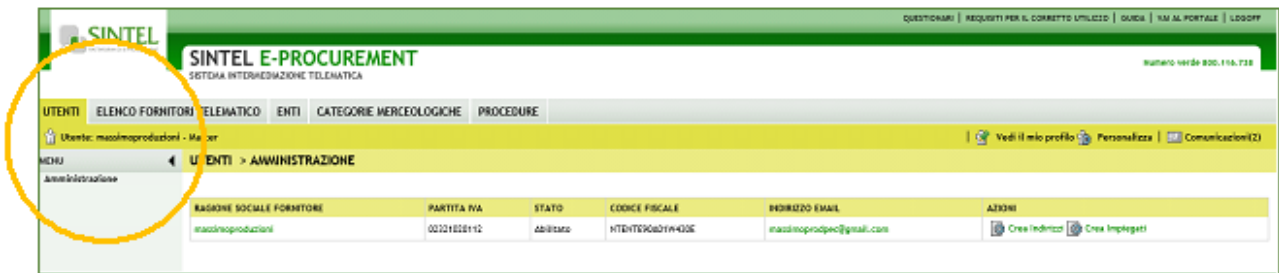 QUESTIONARI | REQUISITI PER IL CORRETTO UTILIZZO | GUIDA | VAI AL PORTALE | LOGOFF
SINTEL
SINTEL E-PROCUREMENT
SISTEMA INTERMEDIAZIONE TELEMATICA
numero verde 800.116.738
UTENTI ELENCO FORNITORI TELEMATICO ENTI CATEGORIE MERCEOLOGICHE PROCEDURE
Utente: massimoproduzioni - Master | Vedi il mio profilo Personalizza | Comunicazioni(2)
MENU UTENTI > AMMINISTRAZIONE
Amministrazione
RAGIONE SOCIALE FORNITORE PARTITA IVA STATO CODICE FISCALE INDIRIZZO EMAIL AZIONI
massimoproduzioni Abilitato massimoprodpec@gmail.com Crea Indirizzi Crea Impiegati